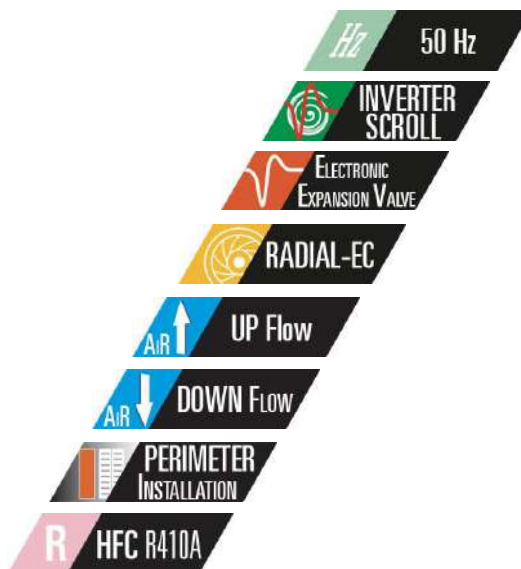 Hz 50 Hz
INVERTER
SCROLL
ELECTRONIC
EXPANSION VALVE
RADIAL-EC
AIR UP Flow
AIR DOWN FLOW
PERIMETER
INSTALLATION
R HFC R410A